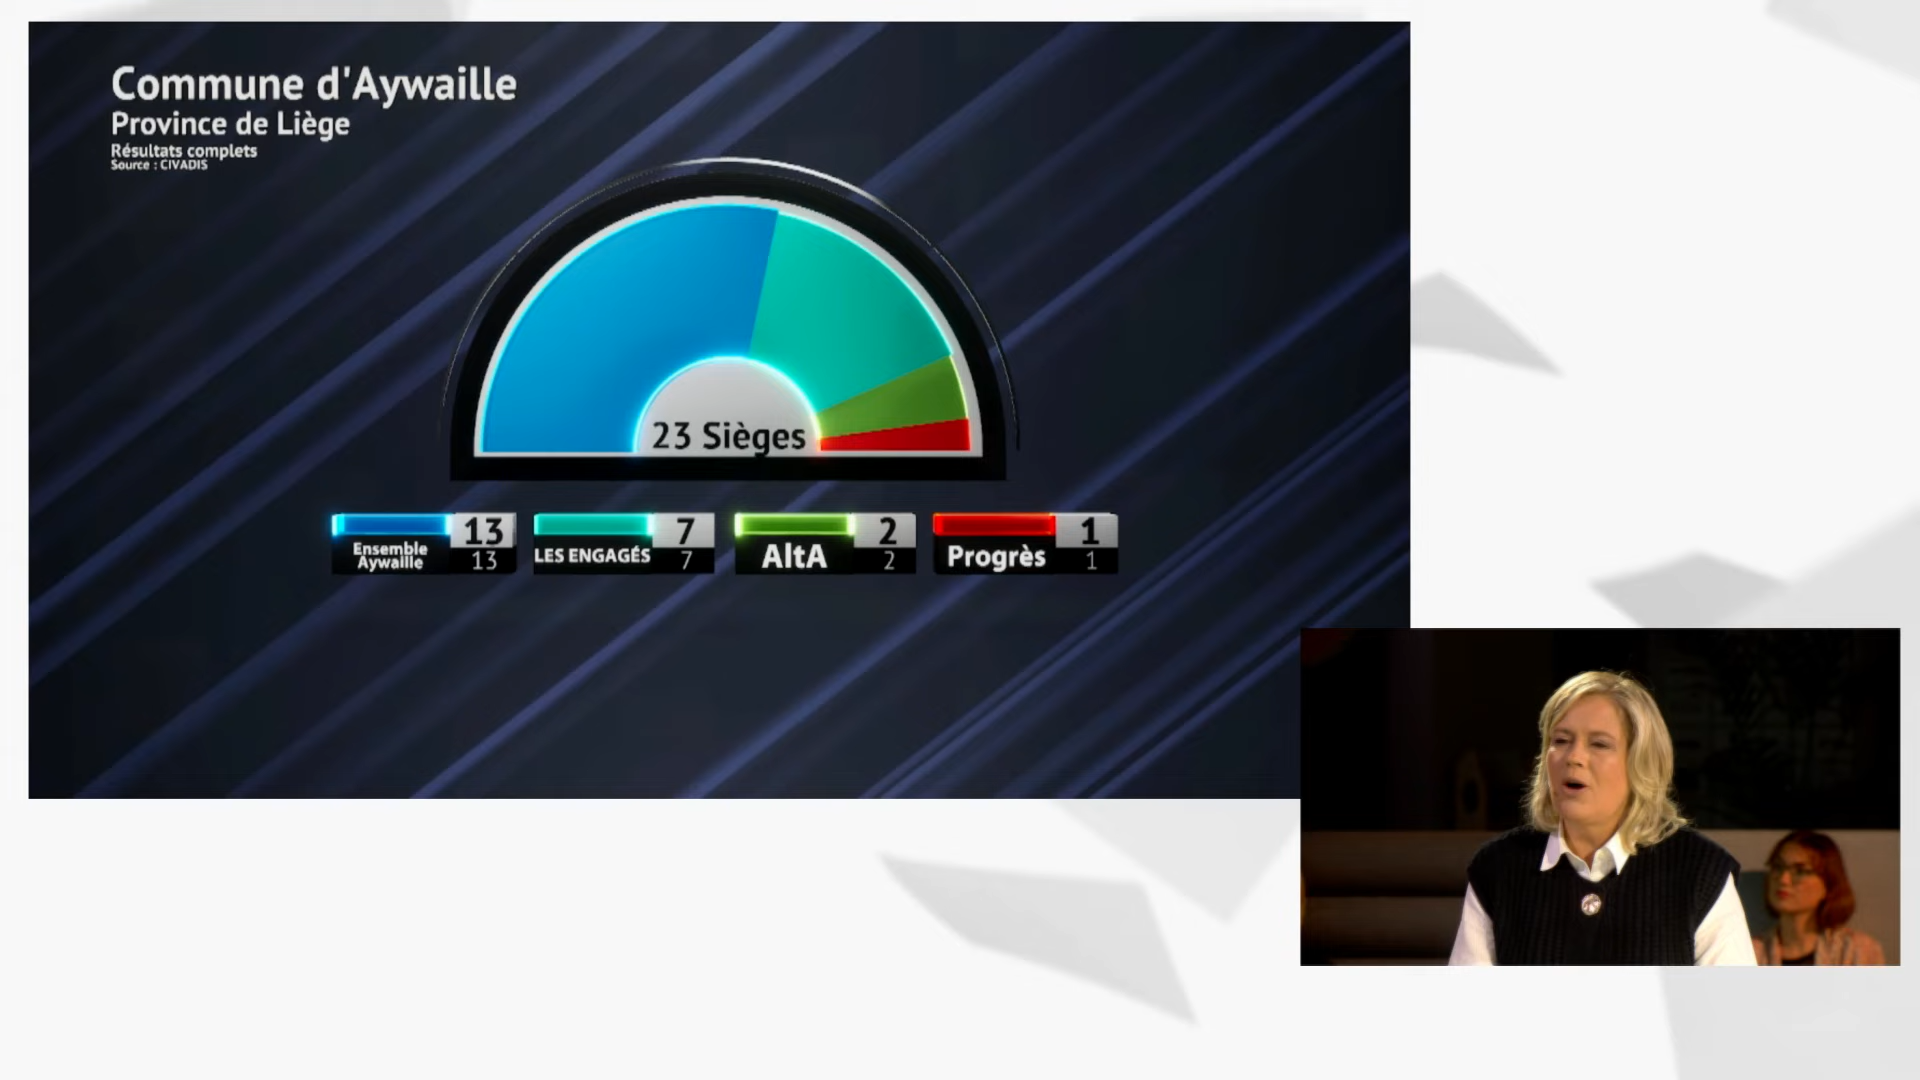 Commune d'Aywaille
Province de Liège
Résultats complets
Source : CIVADIS
23 Sièges
13
Ensemble
Aywaille
13
7
LES ENGAGÉS
7
2
AltA
2
1
Progrès
1